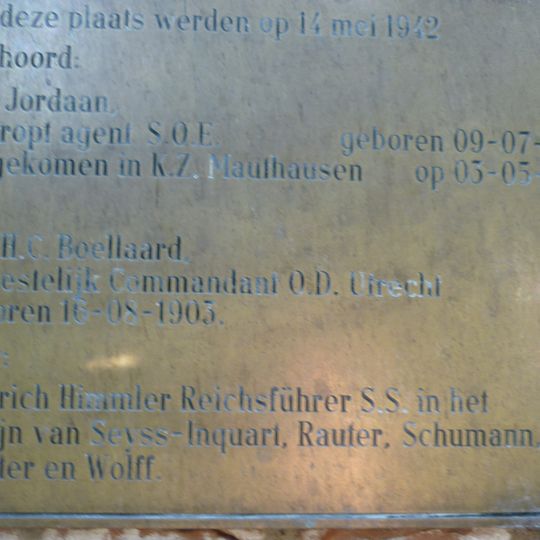 deze plaats werden op 14 mei 1942
hoord:
Jordaan,
ropt agent S.O.E. geboren 09-07-
gekomen in K.Z. Mauthausen op 03-05-
H.C. Boellaard,
estelijk Commandant O.D. Utrecht
oren 16-08-1903.
:
rich Himmler Reichsführer S.S. in het
ijn van Seyss-Inquart, Rauter, Schumann,
ter en Wolff.